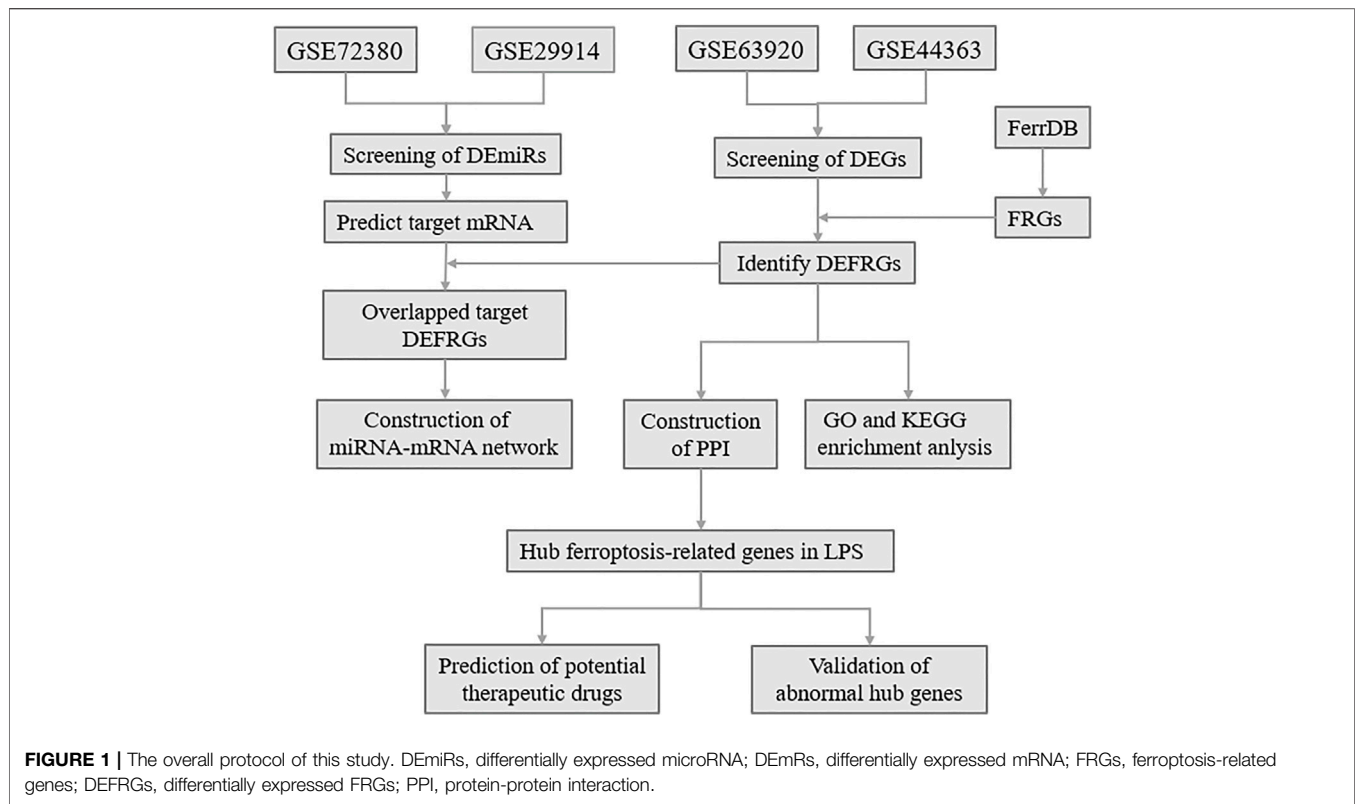 GSE72380
GSE29914
GSE63920
GSE44363
FerrDB
Screening of DEmiRs
Screening of DEGs
Predict target mRNA
FRGs
Identify DEFRGs
Overlapped target
DEFRGs
Construction of
miRNA-mRNA network
Construction
of PPI
GO and KEGG
enrichment anlysis
Hub ferroptosis-related genes in LPS
Prediction of potential
therapeutic drugs
Validation of
abnormal hub genes
FIGURE 1 | The overall protocol of this study. DEmiRs, differentially expressed microRNA; DEmRs, differentially expressed mRNA; FRGs, ferroptosis-related
genes; DEFRGs, differentially expressed FRGs; PPI, protein-protein interaction.